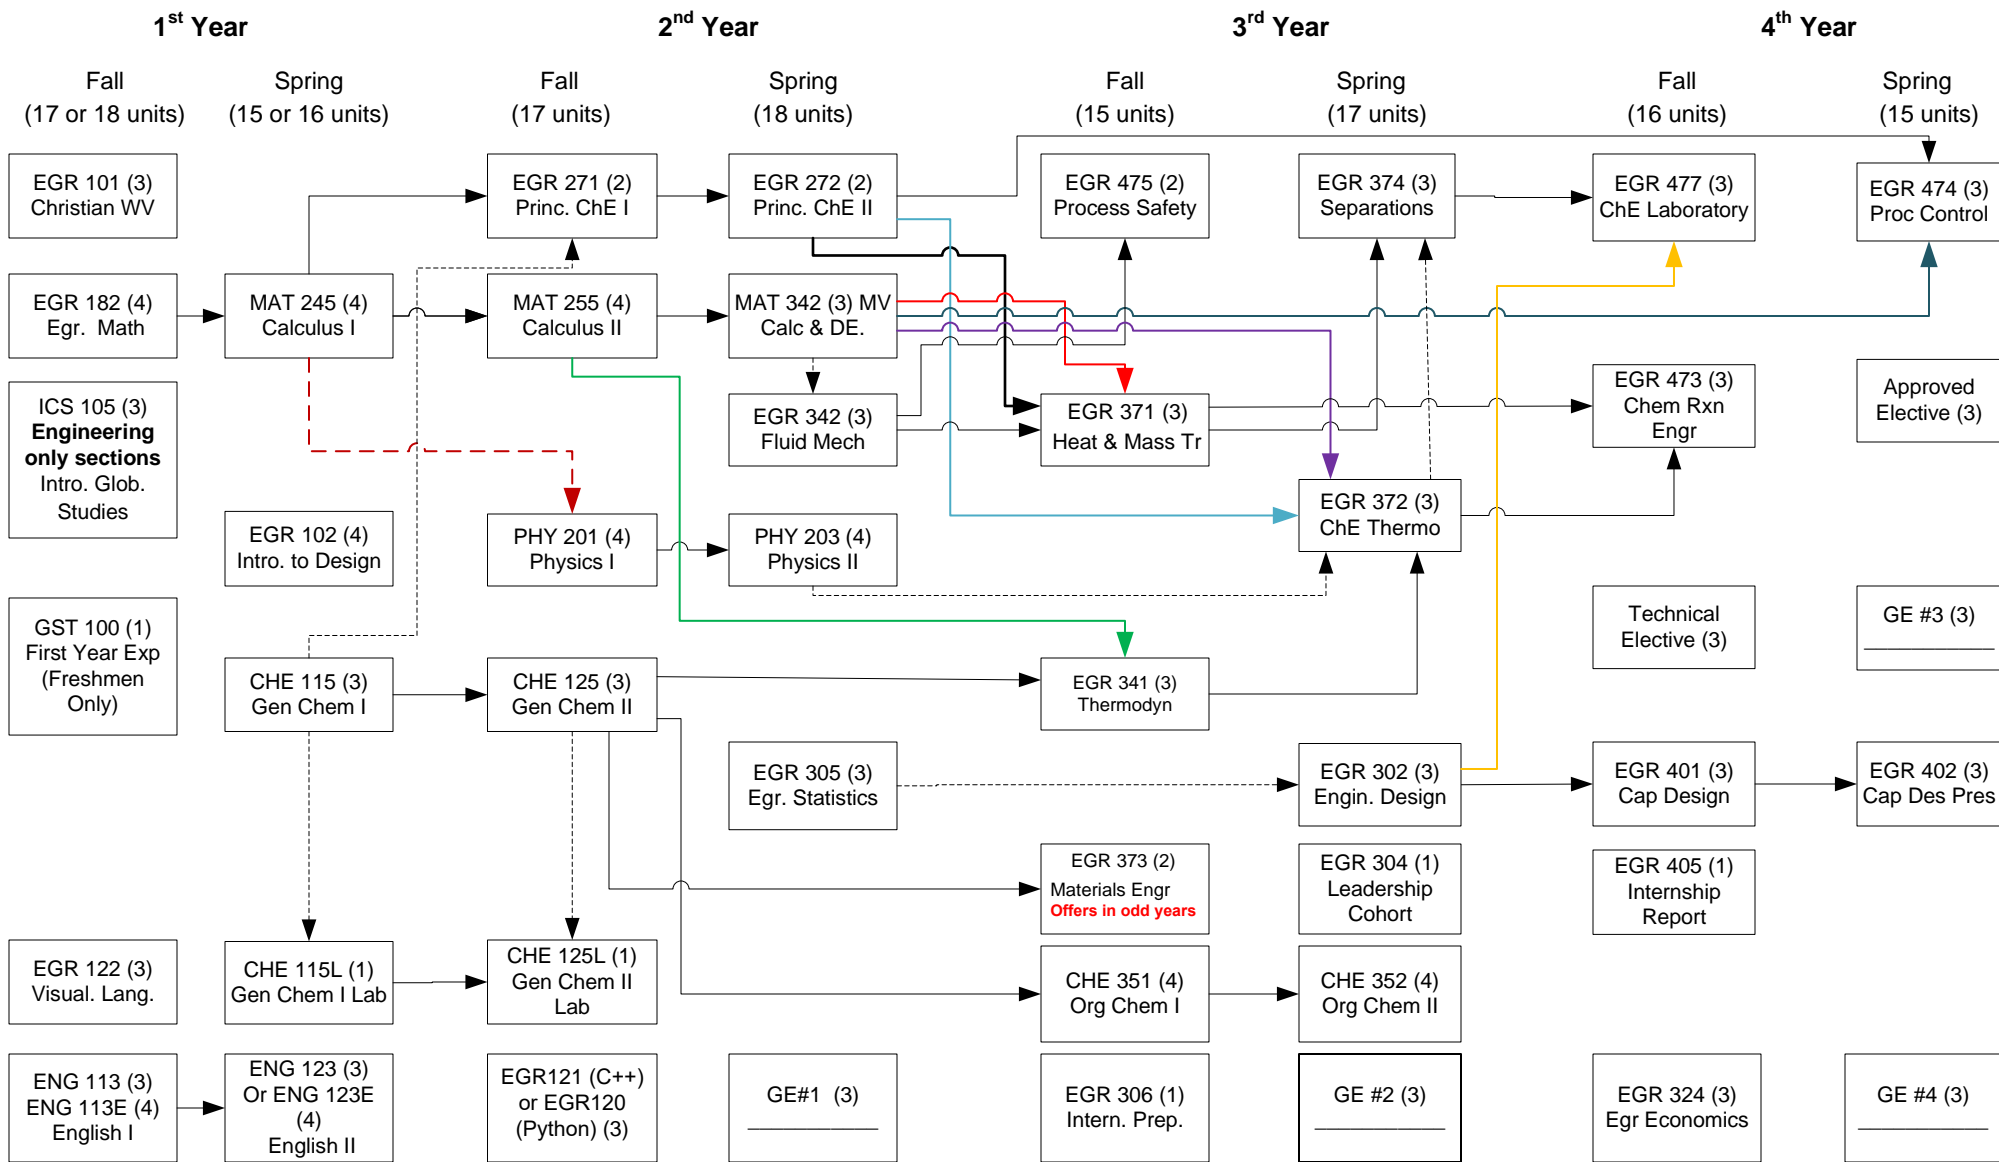 1st Year
2nd Year
3rd Year
4th Year
Fall
(17 or 18 units)
Spring
(15 or 16 units)
Fall
(17 units)
Spring
(18 units)
Fall
(15 units)
Spring
(17 units)
Fall
(16 units)
Spring
(15 units)
EGR 101 (3)
Christian WV
EGR 271 (2)
Princ. ChE I
EGR 272 (2)
Princ. ChE II
EGR 475 (2)
Process Safety
EGR 374 (3)
Separations
EGR 477 (3)
ChE Laboratory
EGR 474 (3)
Proc Control
EGR 182 (4)
Egr. Math
MAT 245 (4)
Calculus I
MAT 255 (4)
Calculus II
MAT 342 (3) MV
Calc & DE.
ICS 105 (3)
Engineering
only sections
Intro. Glob.
Studies
EGR 342 (3)
Fluid Mech
EGR 371 (3)
Heat & Mass Tr
EGR 473 (3)
Chem Rxn
Engr
Approved
Elective (3)
EGR 102 (4)
Intro. to Design
PHY 201 (4)
Physics I
PHY 203 (4)
Physics II
EGR 372 (3)
ChE Thermo
GST 100 (1)
First Year Exp
(Freshmen
Only)
CHE 115 (3)
Gen Chem I
CHE 125 (3)
Gen Chem II
EGR 341 (3)
Thermodyn
Technical
Elective (3)
GE #3 (3)
____________
EGR 305 (3)
Egr. Statistics
EGR 302 (3)
Engin. Design
EGR 401 (3)
Cap Design
EGR 402 (3)
Cap Des Pres
EGR 373 (2)
Materials Engr
Offers in odd years
EGR 304 (1)
Leadership
Cohort
EGR 405 (1)
Internship
Report
EGR 122 (3)
Visual. Lang.
CHE 115L (1)
Gen Chem I Lab
CHE 125L (1)
Gen Chem II
Lab
CHE 351 (4)
Org Chem I
CHE 352 (4)
Org Chem II
ENG 113 (3)
ENG 113E (4)
English I
ENG 123 (3)
Or ENG 123E
(4)
English II
EGR121 (C++)
or EGR120
(Python) (3)
GE#1 (3)
____________
EGR 306 (1)
Intern. Prep.
GE #2 (3)
____________
EGR 324 (3)
Egr Economics
GE #4 (3)
____________